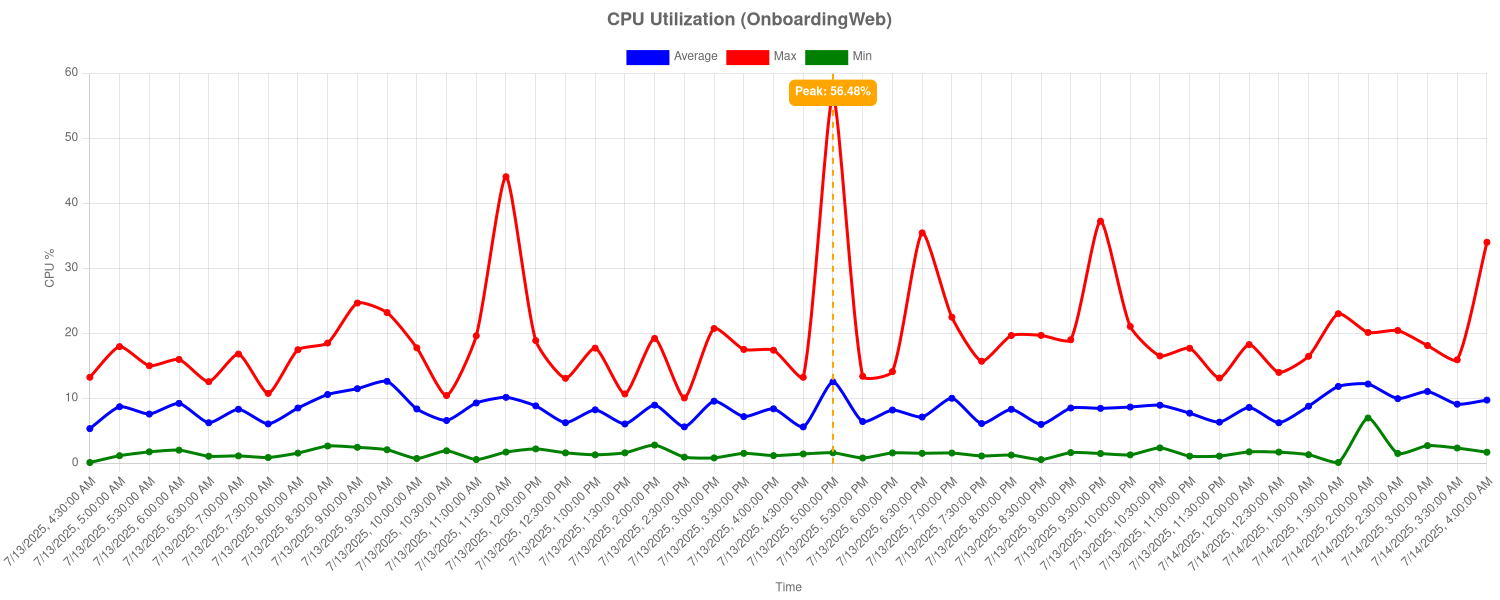 CPU Utilization (OnboardingWeb)
Average Max Min
Peak: 56.48%
60
50
40
30
20
10
0
CPU %
7/13/2025, 4:30:00 AM
7/13/2025, 5:00:00 AM
7/13/2025, 5:30:00 AM
7/13/2025, 6:00:00 AM
7/13/2025, 6:30:00 AM
7/13/2025, 7:00:00 AM
7/13/2025, 7:30:00 AM
7/13/2025, 8:00:00 AM
7/13/2025, 8:30:00 AM
7/13/2025, 9:00:00 AM
7/13/2025, 9:30:00 AM
7/13/2025, 10:00:00 AM
7/13/2025, 10:30:00 AM
7/13/2025, 11:00:00 AM
7/13/2025, 11:30:00 AM
7/13/2025, 12:00:00 PM
7/13/2025, 12:30:00 PM
7/13/2025, 1:00:00 PM
7/13/2025, 1:30:00 PM
7/13/2025, 2:00:00 PM
7/13/2025, 2:30:00 PM
7/13/2025, 3:00:00 PM
7/13/2025, 3:30:00 PM
7/13/2025, 4:00:00 PM
7/13/2025, 4:30:00 PM
7/13/2025, 5:00:00 PM
7/13/2025, 5:30:00 PM
7/13/2025, 6:00:00 PM
7/13/2025, 6:30:00 PM
7/13/2025, 7:00:00 PM
7/13/2025, 7:30:00 PM
7/13/2025, 8:00:00 PM
7/13/2025, 8:30:00 PM
7/13/2025, 9:00:00 PM
7/13/2025, 9:30:00 PM
7/13/2025, 10:00:00 PM
7/13/2025, 10:30:00 PM
7/13/2025, 11:00:00 PM
7/13/2025, 11:30:00 PM
7/14/2025, 12:00:00 AM
7/14/2025, 12:30:00 AM
7/14/2025, 1:00:00 AM
7/14/2025, 1:30:00 AM
7/14/2025, 2:00:00 AM
7/14/2025, 2:30:00 AM
7/14/2025, 3:00:00 AM
7/14/2025, 3:30:00 AM
7/14/2025, 4:00:00 AM
Time